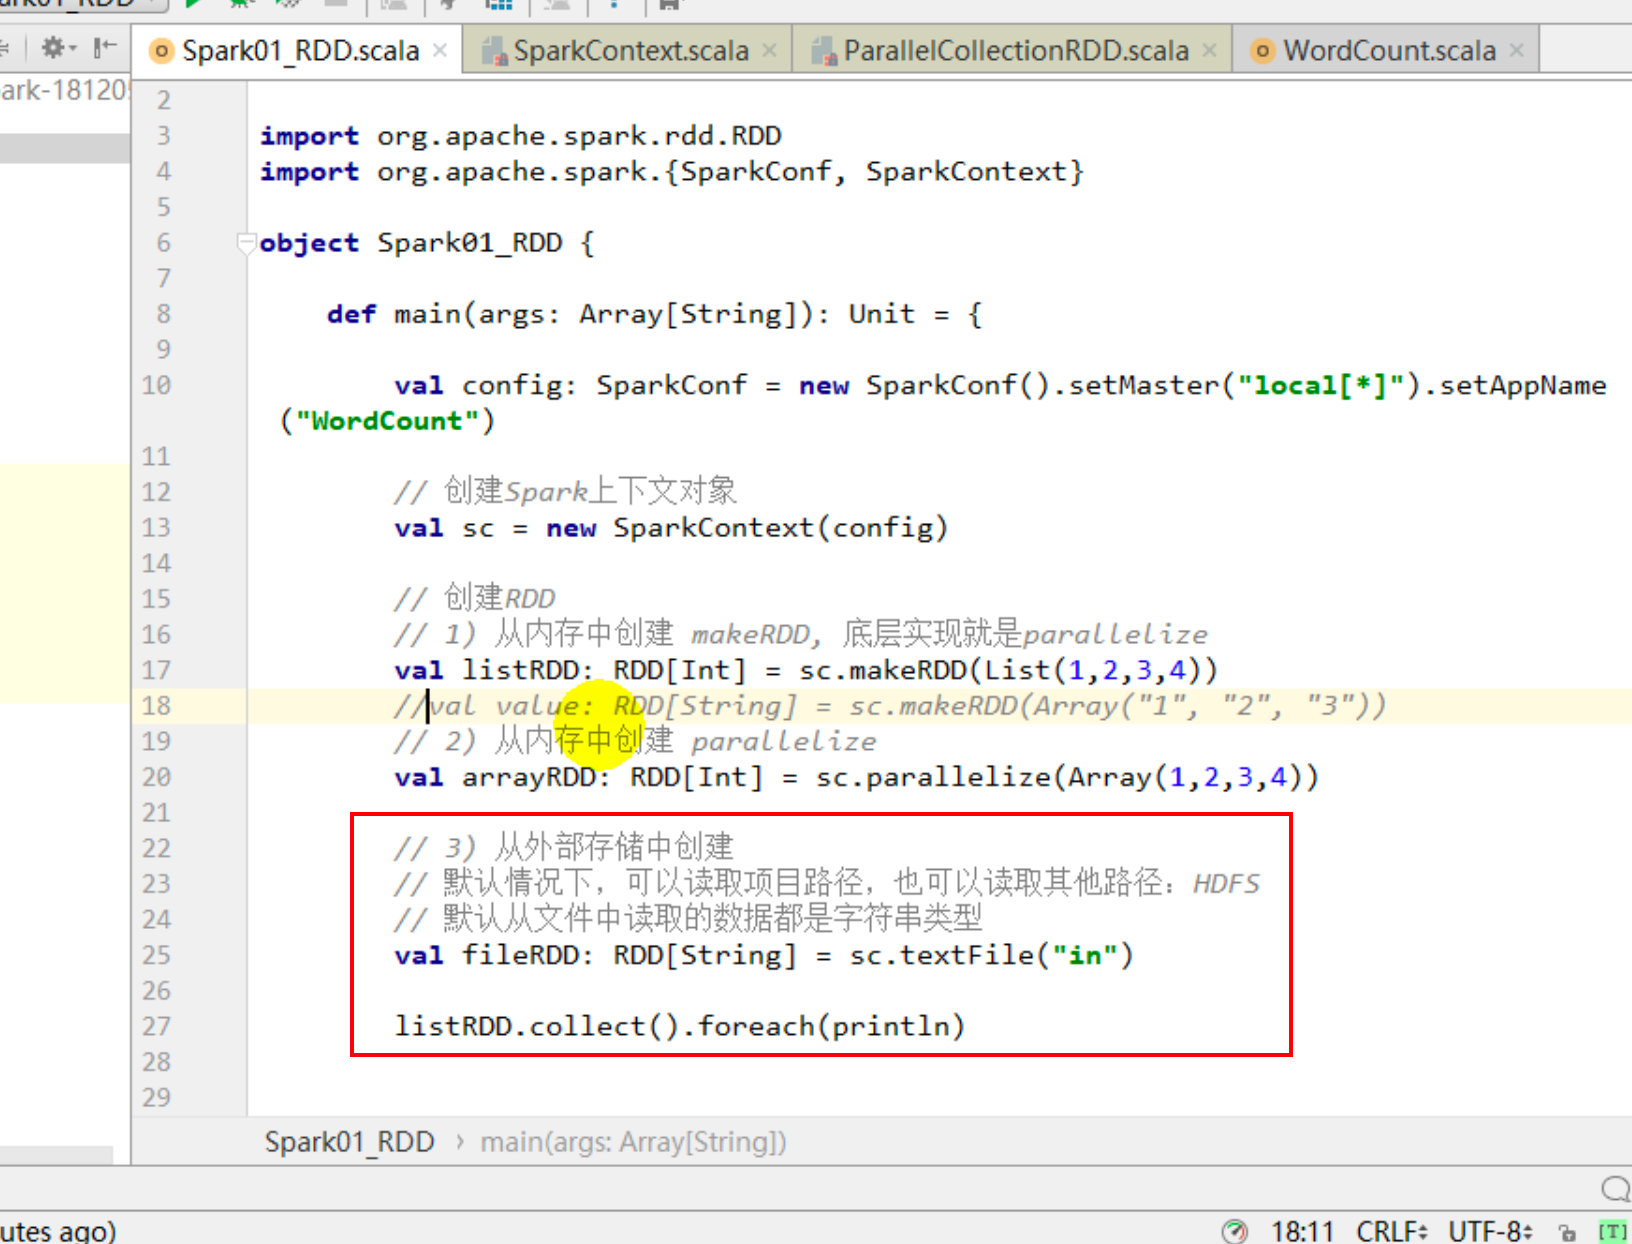 Spark01_RDD.scala × SparkContext.scala × ParallelCollectionRDD.scala × WordCount.scala ×
2
3 import org.apache.spark.rdd.RDD
4 import org.apache.spark.{SparkConf, SparkContext}
5
6 object Spark01_RDD {
7
8 def main(args: Array[String]): Unit = {
9
10 val config: SparkConf = new SparkConf().setMaster("local[*]").setAppName
("WordCount")
11
12 // 创建Spark上下文对象
13 val sc = new SparkContext(config)
14
15 // 创建RDD
16 // 1) 从内存中创建 makeRDD, 底层实现就是parallelize
17 val listRDD: RDD[Int] = sc.makeRDD(List(1,2,3,4))
18 //val value: RDD[String] = sc.makeRDD(Array("1", "2", "3"))
19 // 2) 从内存中创建 parallelize
20 val arrayRDD: RDD[Int] = sc.parallelize(Array(1,2,3,4))
21
22 // 3) 从外部存储中创建
23 // 默认情况下，可以读取项目路径，也可以读取其他路径：HDFS
24 // 默认从文件中读取的数据都是字符串类型
25 val fileRDD: RDD[String] = sc.textFile("in")
26
27 listRDD.collect().foreach(println)
28
29
Spark01_RDD › main(args: Array[String])
utes ago) 18:11 CRLF UTF-8 [T]